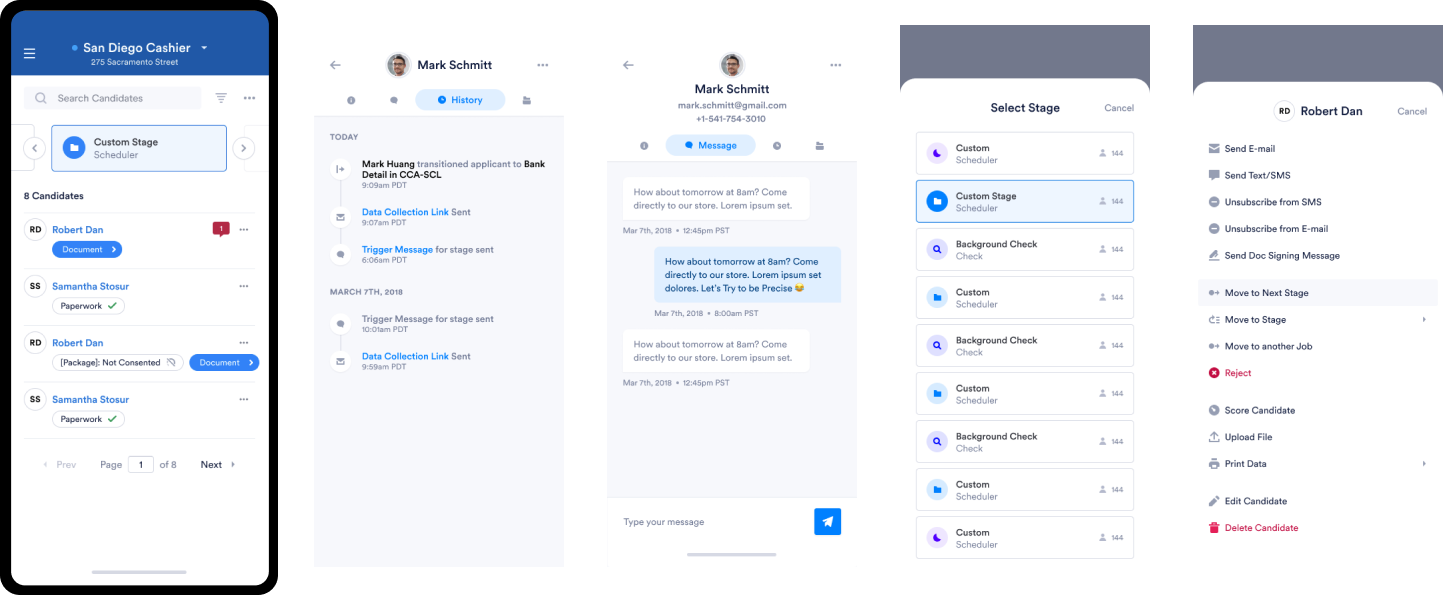 San Diego Cashier
275 Sacramento Street
Search Candidates
Custom Stage
Scheduler
8 Candidates
RD
Robert Dan
1
Document
SS
Samantha Stosur
Paperwork
RD
Robert Dan
[Package]: Not Consented
Document
SS
Samantha Stosur
Paperwork
Prev
Page
1
of 8
Next
Mark Schmitt
History
TODAY
Mark Huang transitioned applicant to Bank
Detail in CCA-SCL
9:09am PDT
Data Collection Link Sent
9:07am PDT
Trigger Message for stage sent
6:06am PDT
MARCH 7TH, 2018
Trigger Message for stage sent
10:01am PDT
Data Collection Link Sent
9:59am PDT
Mark Schmitt
mark.schmitt@gmail.com
+1-541-754-3010
Message
How about tomorrow at 8am? Come
directly to our store. Lorem ipsum set.
Mar 7th, 2018 • 12:45pm PST
How about tomorrow at 8am? Come
directly to our store. Lorem ipsum set
dolores. Let's Try to be Precise 😂
Mar 7th, 2018 • 8:00am PST
How about tomorrow at 8am? Come
directly to our store. Lorem ipsum set.
Mar 7th, 2018 • 12:45pm PST
Type your message
Select Stage
Cancel
Custom
Scheduler
144
Custom Stage
Scheduler
144
Background Check
Check
144
Custom
Scheduler
144
Background Check
Check
144
Custom
Scheduler
144
Background Check
Check
144
Custom
Scheduler
144
Custom
Scheduler
144
RD
Robert Dan
Cancel
Send E-mail
Send Text/SMS
Unsubscribe from SMS
Unsubscribe from E-mail
Send Doc Signing Message
Move to Next Stage
Move to Stage
Move to another Job
Reject
Score Candidate
Upload File
Print Data
Edit Candidate
Delete Candidate